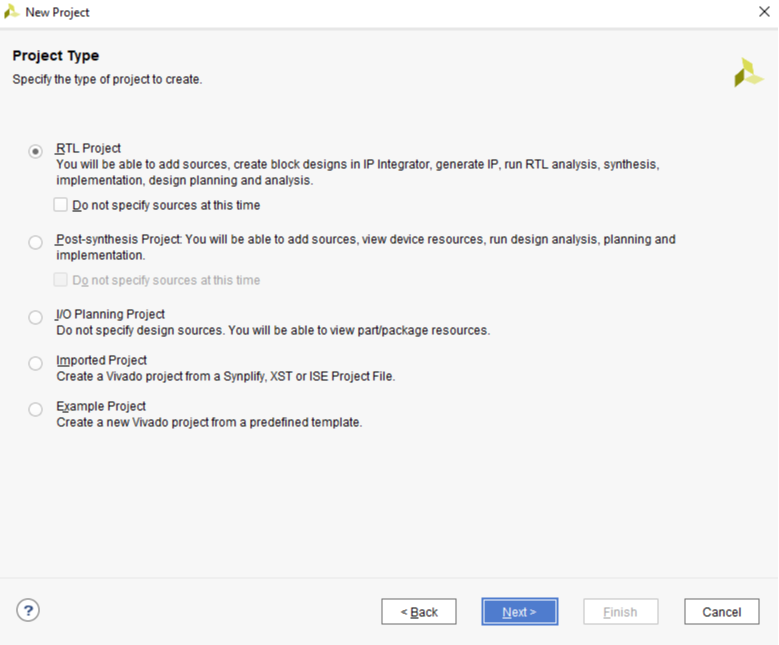 New Project
Project Type
Specify the type of project to create.
RTL Project
You will be able to add sources, create block designs in IP Integrator, generate IP, run RTL analysis, synthesis,
implementation, design planning and analysis.
Do not specify sources at this time
Post-synthesis Project: You will be able to add sources, view device resources, run design analysis, planning and
implementation.
Do not specify sources at this time
I/O Planning Project
Do not specify design sources. You will be able to view part/package resources.
Imported Project
Create a Vivado project from a Synplify, XST or ISE Project File.
Example Project
Create a new Vivado project from a predefined template.
? < Back Next > Finish Cancel